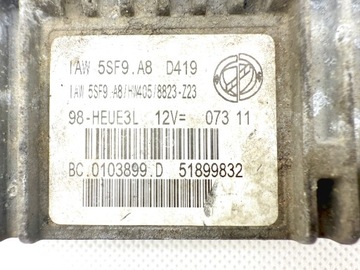 IAW 5SF9.A8 D419
IAW 5SF9 A8/HW405/8823-Z23
98-HEUE3L 12V= 073 11
BC.0103899.D 51899832